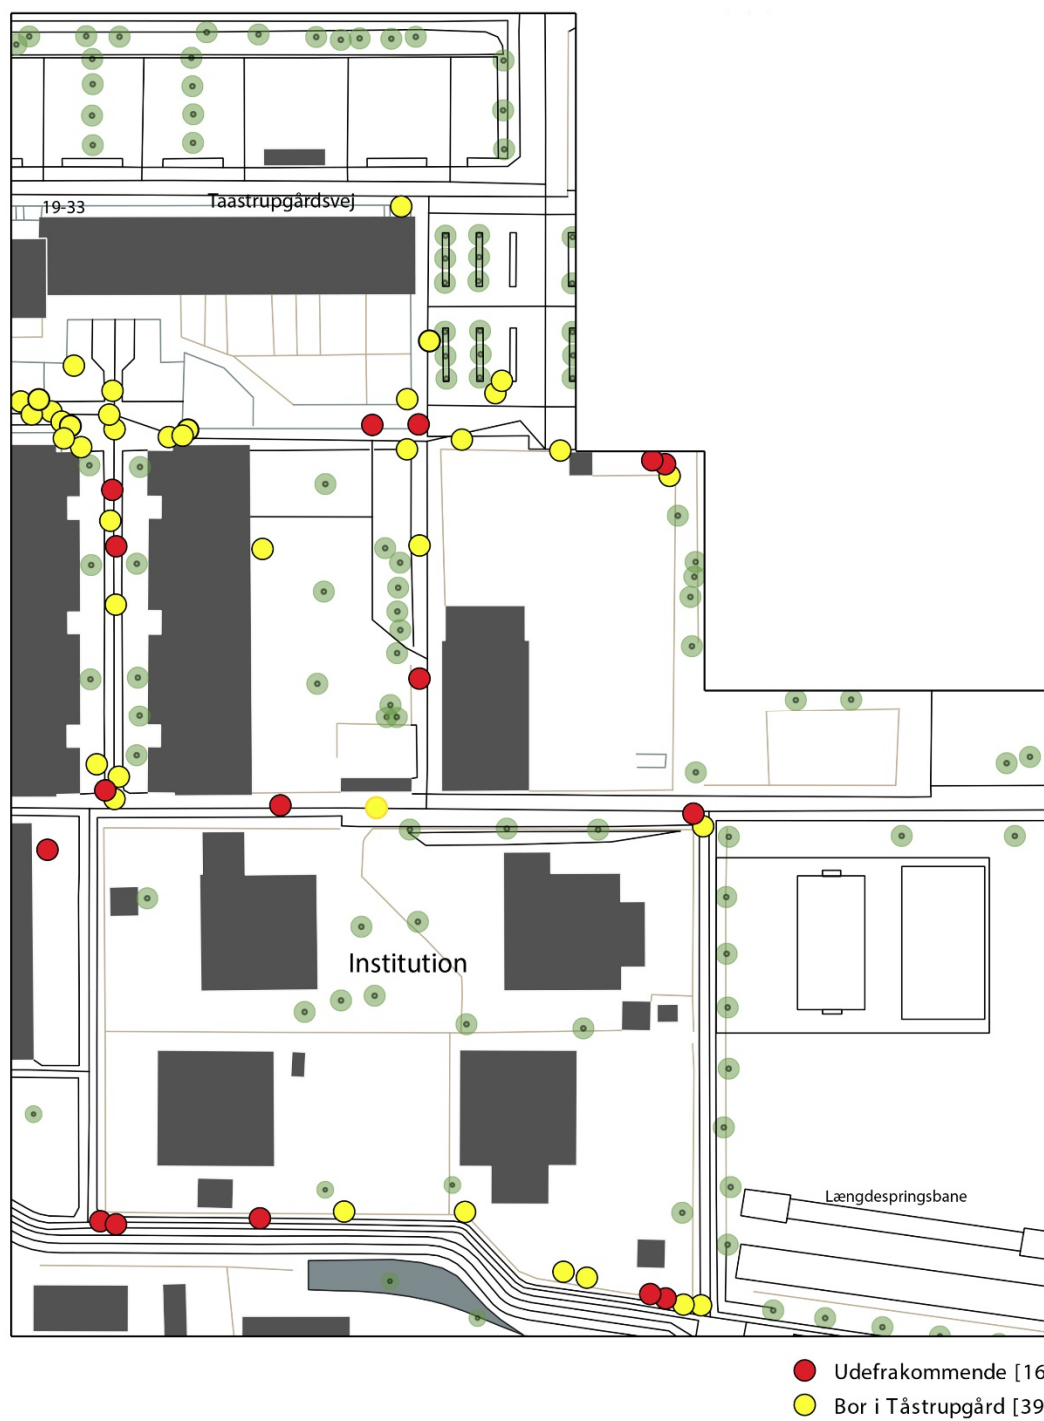 Taastrupgårdsvej
19-33
Institution
Længdespringsbane
Udefrakommende [16
Bor i Tåstrupgård [39